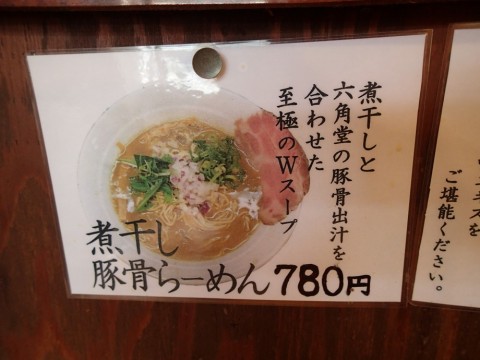 煮干しと
六角堂の豚骨出汁を
合わせた
至極のWスープ
煮干し
豚骨らーめん780円
ご堪能ください。